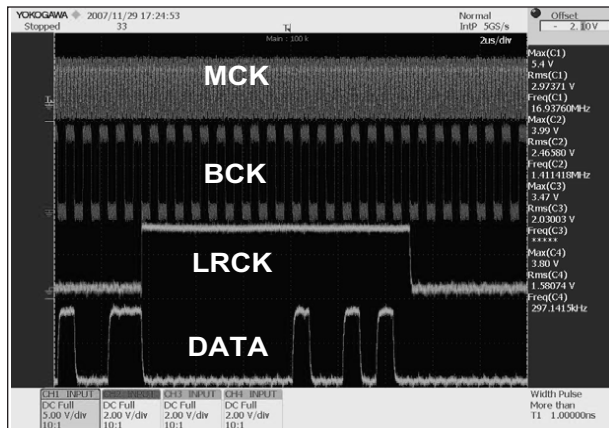 YOKOGAWA 2007/11/29 17:24:53
Stopped 33
Normal
IntP 5GS/s
Main : 100 k
2us/div
Offset
- 2.10V
MCK
BCK
LRCK
DATA
Max(C1)
5.4 V
Rms(C1)
2.97371 V
Freq(C1)
16.93760MHz
Max(C2)
3.99 V
Rms(C2)
2.46580 V
Freq(C2)
1.411418MHz
Max(C3)
3.47 V
Rms(C3)
2.03003 V
Freq(C3)
*****
Max(C4)
3.80 V
Rms(C4)
1.58074 V
Freq(C4)
297.1415kHz
CH1 INPUT
DC Full
5.00 V/div
10:1
CH2 INPUT
DC Full
2.00 V/div
10:1
CH3 INPUT
DC Full
2.00 V/div
10:1
CH4 INPUT
DC Full
2.00 V/div
10:1
Width Pulse
More than
T1 1.00000ns